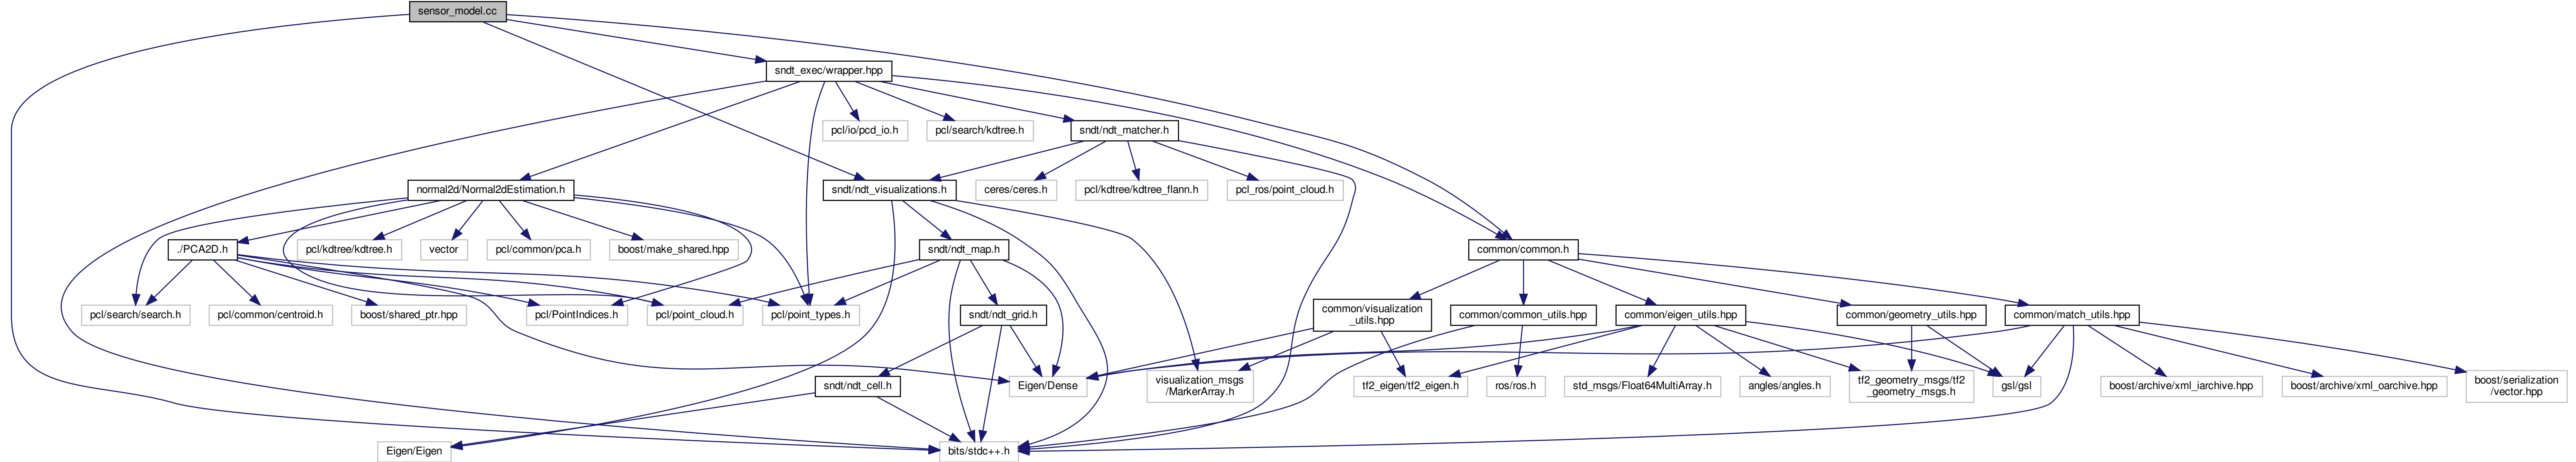 sensor_model.cc
sndt_exec/wrapper.hpp
pcl/io/pcd_io.h
pcl/search/kdtree.h
sndt/ndt_matcher.h
normal2d/Normal2dEstimation.h
sndt/ndt_visualizations.h
ceres/ceres.h
pcl/kdtree/kdtree_flann.h
pcl_ros/point_cloud.h
./PCA2D.h
pcl/kdtree/kdtree.h
vector
pcl/common/pca.h
boost/make_shared.hpp
sndt/ndt_map.h
common/common.h
pcl/search/search.h
pcl/common/centroid.h
boost/shared_ptr.hpp
pcl/PointIndices.h
pcl/point_cloud.h
pcl/point_types.h
sndt/ndt_grid.h
common/visualization
_utils.hpp
common/common_utils.hpp
common/eigen_utils.hpp
common/geometry_utils.hpp
common/match_utils.hpp
sndt/ndt_cell.h
Eigen/Dense
visualization_msgs
/MarkerArray.h
tf2_eigen/tf2_eigen.h
ros/ros.h
std_msgs/Float64MultiArray.h
angles/angles.h
tf2_geometry_msgs/tf2
_geometry_msgs.h
gsl/gsl
boost/archive/xml_iarchive.hpp
boost/archive/xml_oarchive.hpp
boost/serialization
/vector.hpp
Eigen/Eigen
bits/stdc++.h